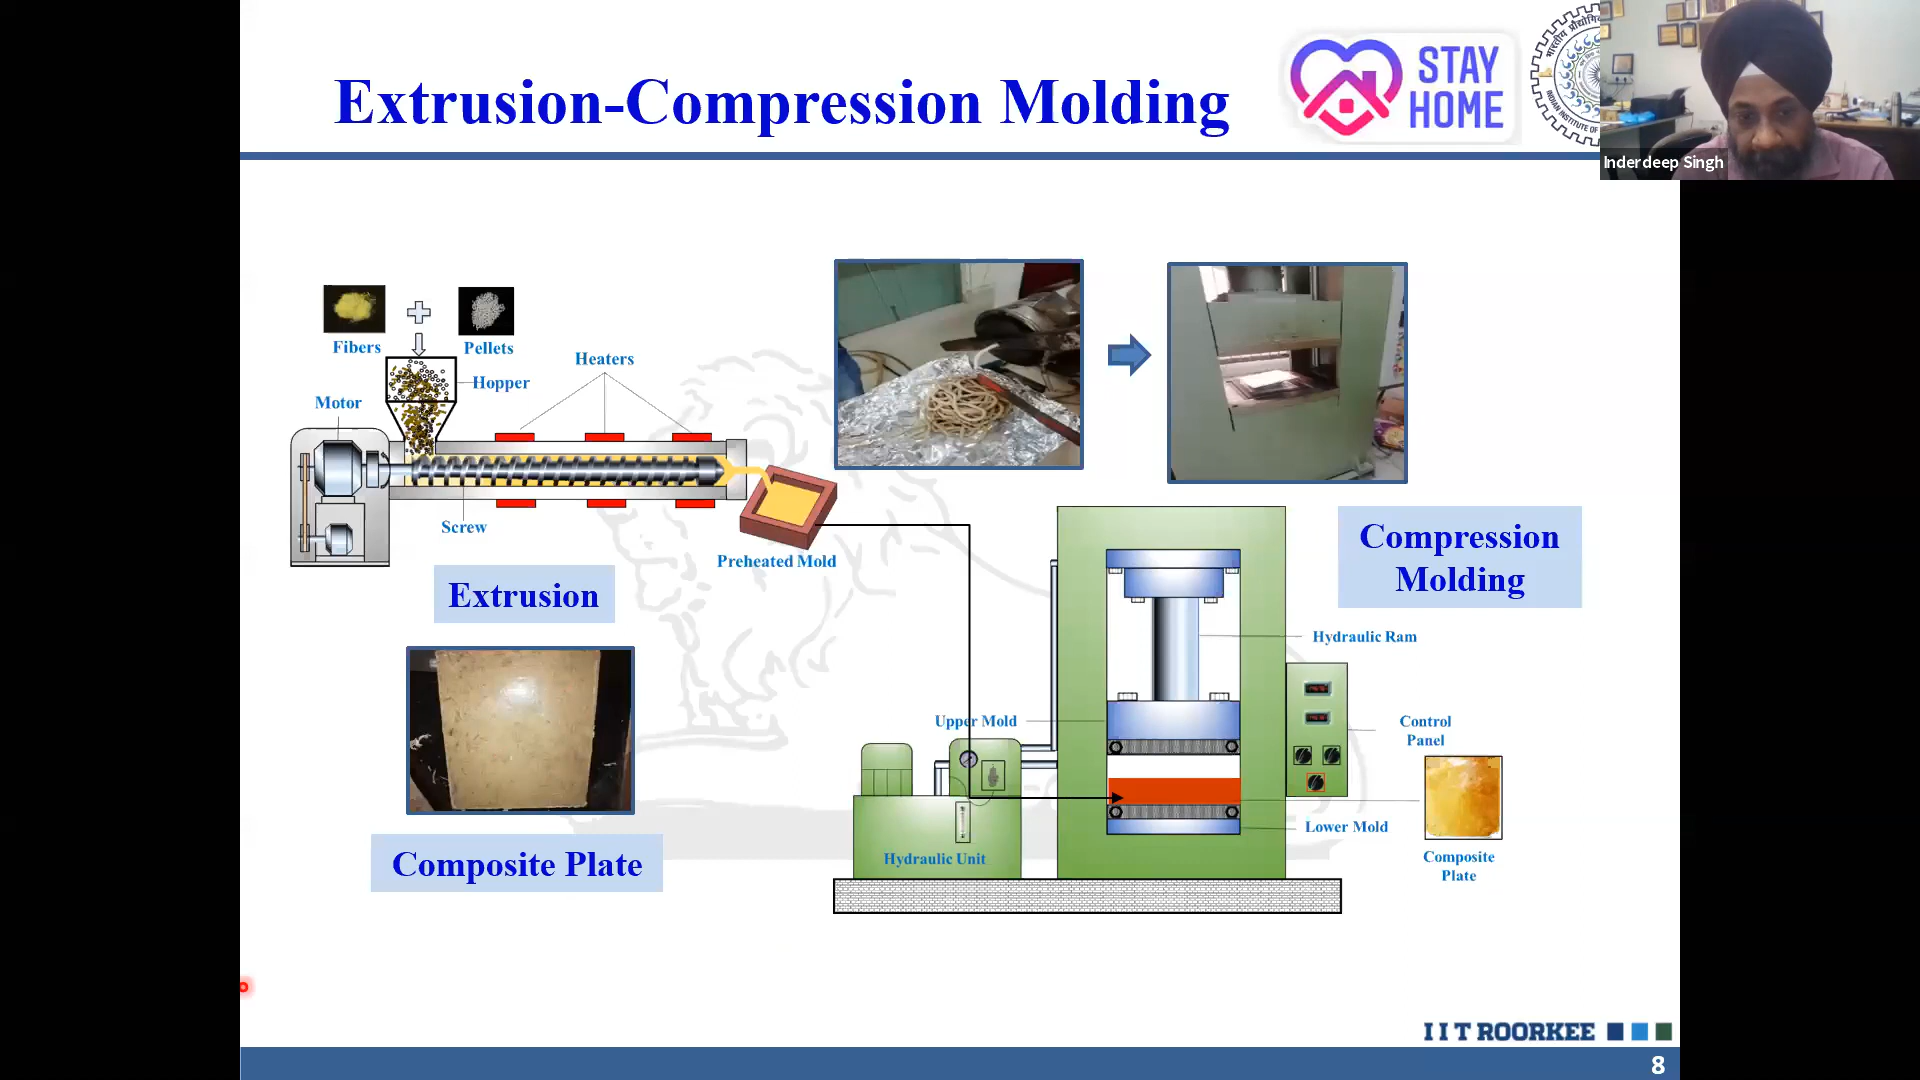 Extrusion-Compression Molding
STAY
HOME
Inderdeep Singh
Fibers
Pellets
Hopper
Heaters
Motor
Screw
Preheated Mold
Extrusion
Composite Plate
Compression
Molding
Hydraulic Ram
Upper Mold
Control
Panel
Lower Mold
Hydraulic Unit
Composite
Plate
IIT ROORKEE
8